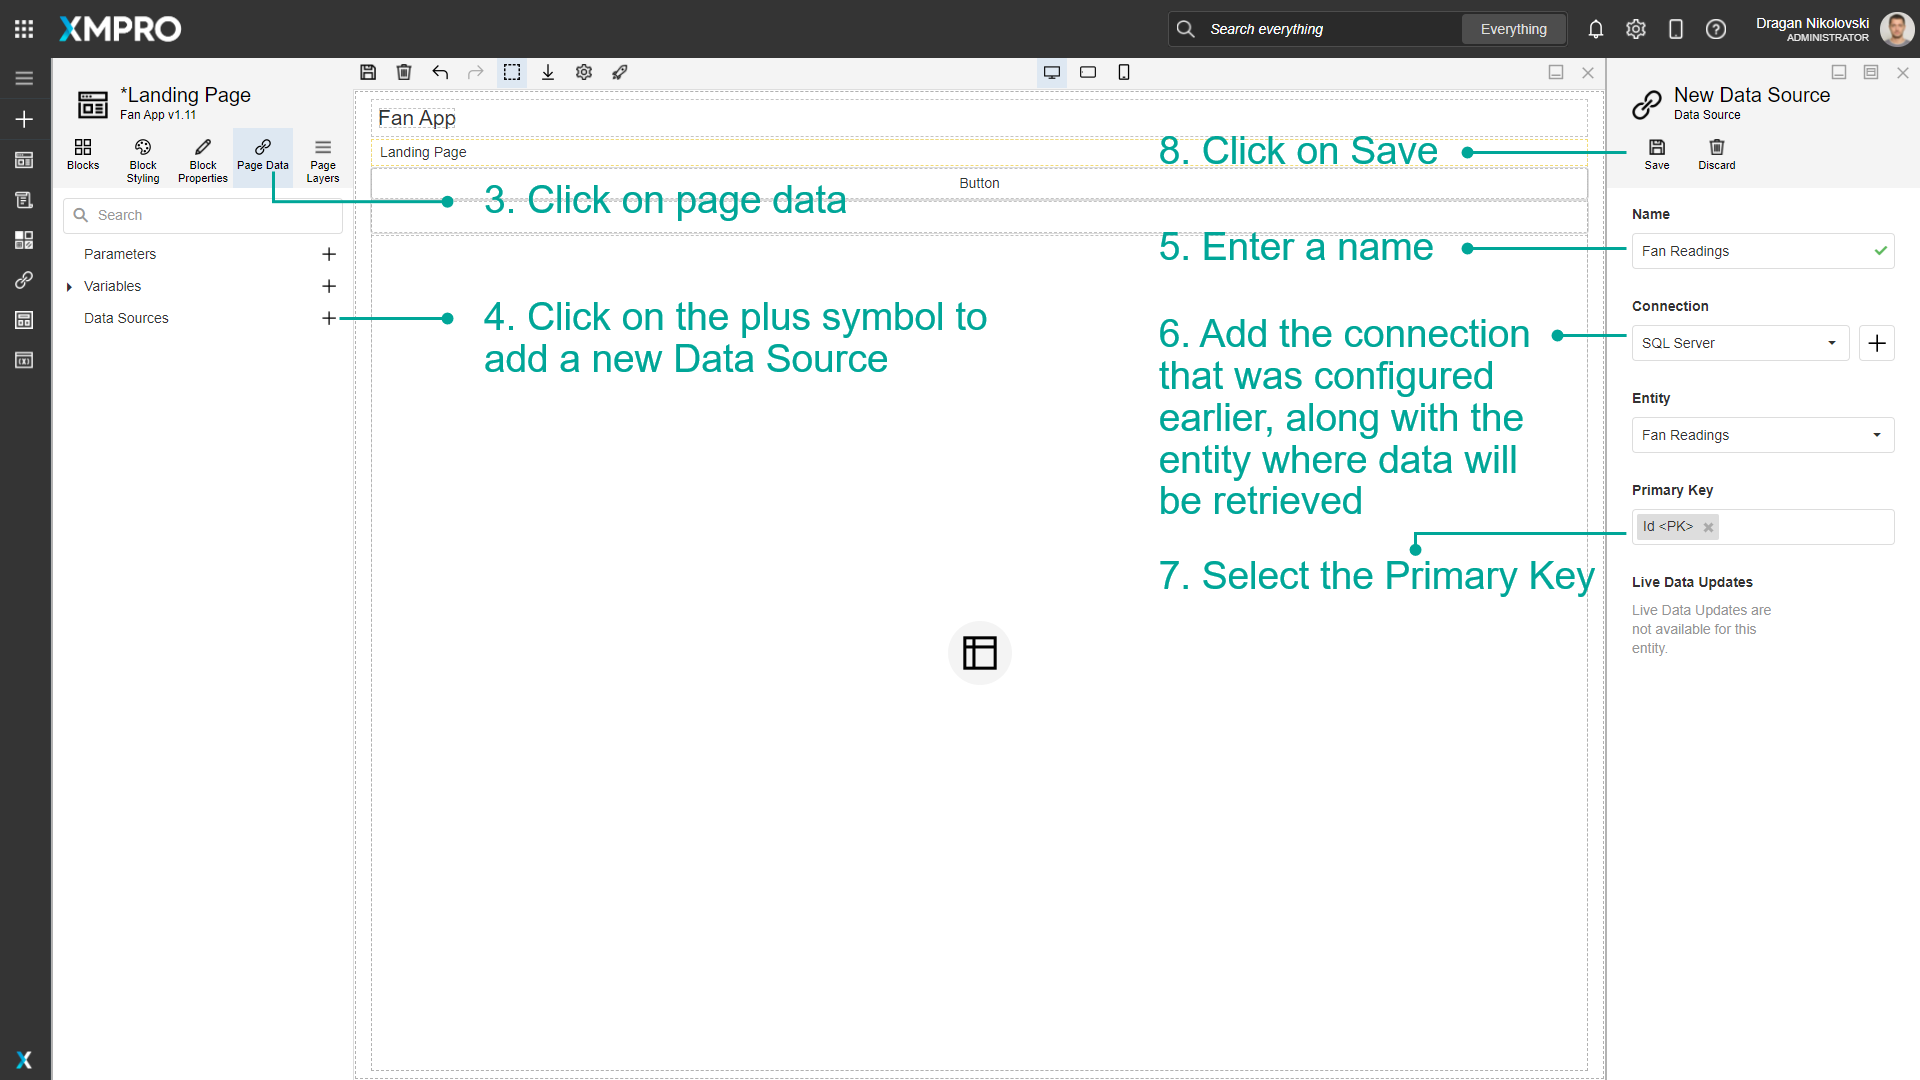 XMPRO
Search everything
Everything
Dragan Nikolovski
ADMINISTRATOR
*Landing Page
Fan App v1.11
Blocks
Block Styling
Block Properties
Page Data
Page Layers
Search
Parameters
Variables
Data Sources
Fan App
Landing Page
Button
3. Click on page data
4. Click on the plus symbol to
add a new Data Source
8. Click on Save
5. Enter a name
6. Add the connection
that was configured
earlier, along with the
entity where data will
be retrieved
7. Select the Primary Key
New Data Source
Data Source
Save
Discard
Name
Fan Readings
Connection
SQL Server
Entity
Fan Readings
Primary Key
Id <PK>
Live Data Updates
Live Data Updates are
not available for this
entity.
X